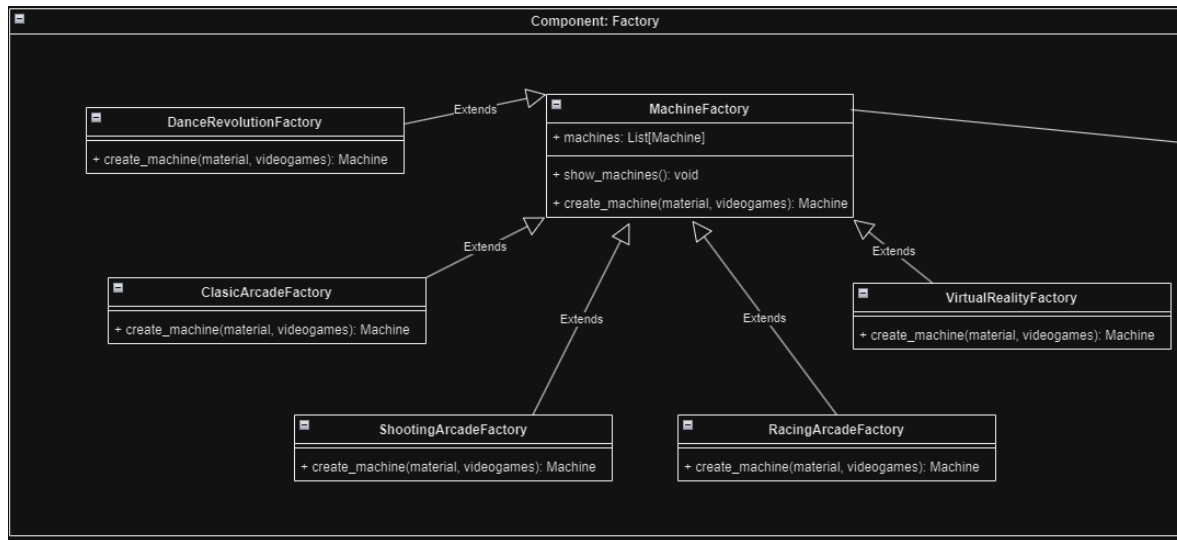 Component: Factory
DanceRevolutionFactory
+ create_machine(material, videogames): Machine
Extends
MachineFactory
+ machines: List[Machine]
+ show_machines(): void
+ create_machine(material, videogames): Machine
Extends
ClasicArcadeFactory
+ create_machine(material, videogames): Machine
Extends
VirtualRealityFactory
+ create_machine(material, videogames): Machine
Extends
Extends
ShootingArcadeFactory
+ create_machine(material, videogames): Machine
RacingArcadeFactory
+ create_machine(material, videogames): Machine